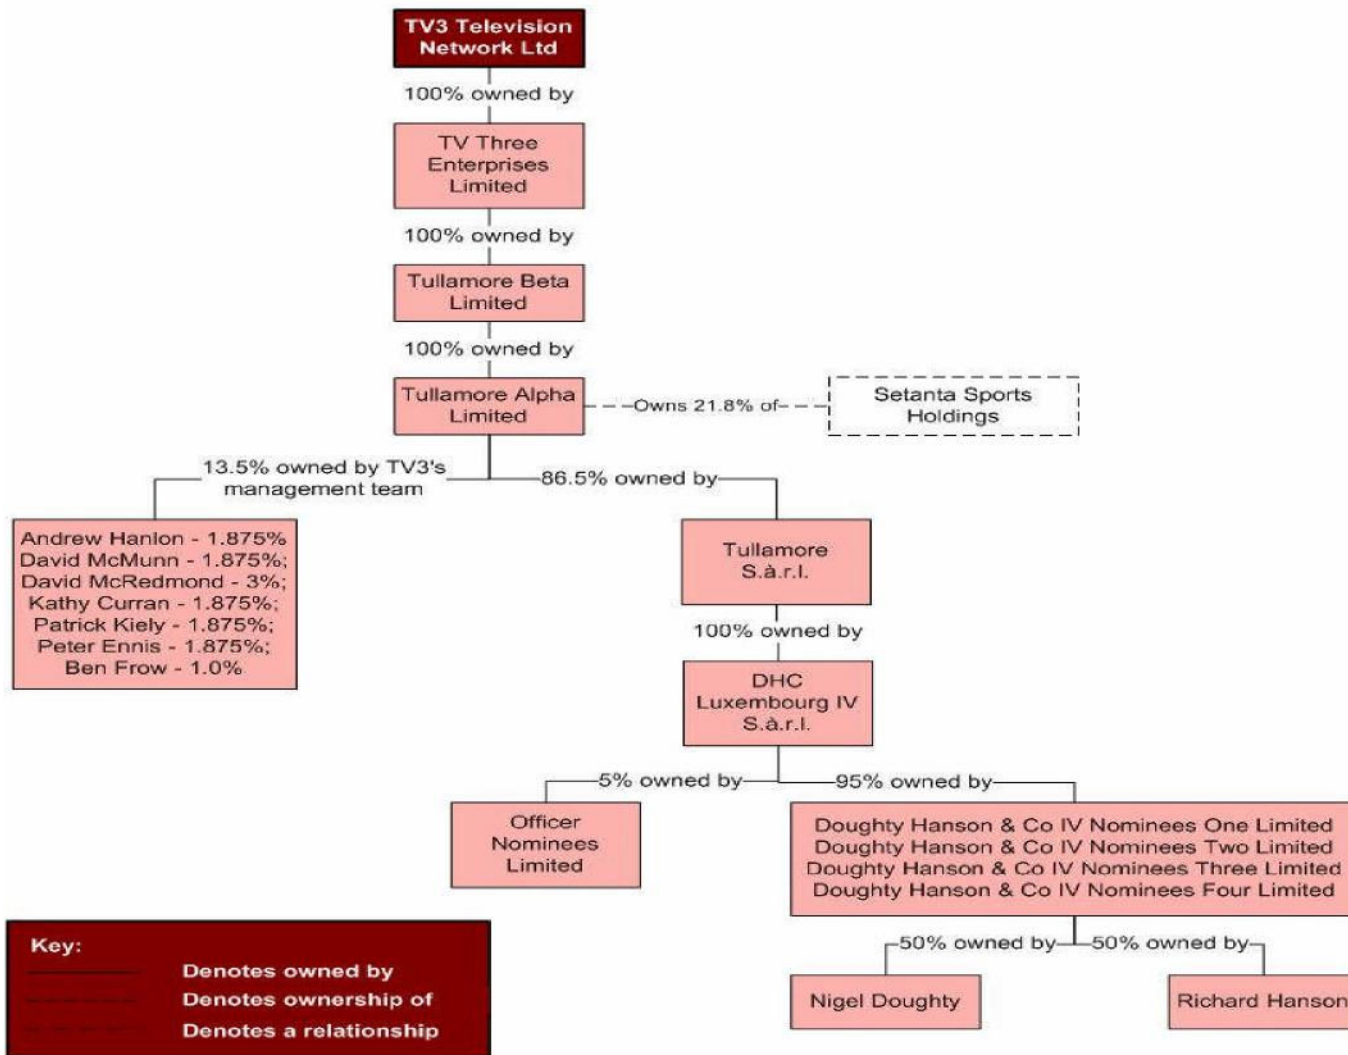 TV3 Television
Network Ltd
100% owned by
TV Three
Enterprises
Limited
100% owned by
Tullamore Beta
Limited
100% owned by
Tullamore Alpha
Limited
Owns 21.8% of
Setanta Sports
Holdings
13.5% owned by TV3's
management team
86.5% owned by
Andrew Hanlon - 1.875%
David McMunn - 1.875%;
David McRedmond - 3%;
Kathy Curran - 1.875%;
Patrick Kiely - 1.875%;
Peter Ennis - 1.875%;
Ben Frow - 1.0%
Tullamore
S.à.r.l.
100% owned by
DHC
Luxembourg IV
S.à.r.l.
5% owned by
95% owned by
Officer
Nominees
Limited
Doughty Hanson & Co IV Nominees One Limited
Doughty Hanson & Co IV Nominees Two Limited
Doughty Hanson & Co IV Nominees Three Limited
Doughty Hanson & Co IV Nominees Four Limited
50% owned by
50% owned by
Nigel Doughty
Richard Hanson
Key:
Denotes owned by
Denotes ownership of
Denotes a relationship